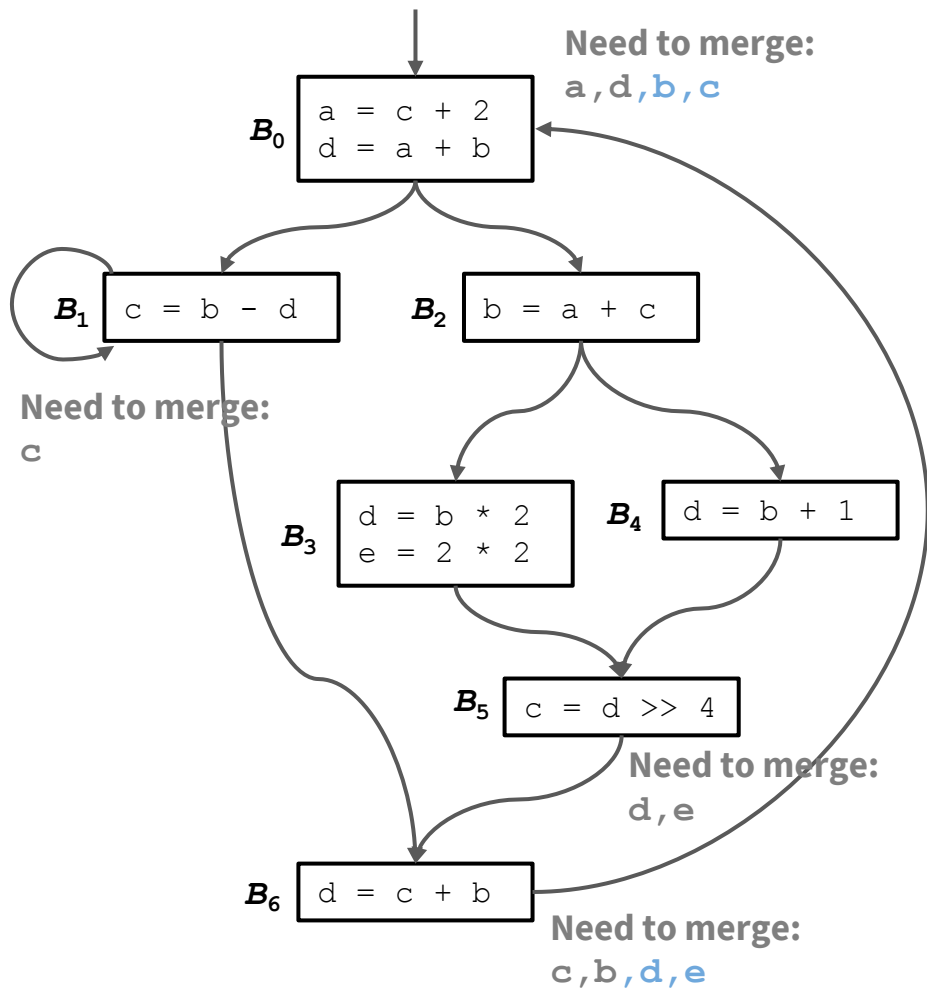 Need to merge:
a,d,b,c
B0
a = c + 2
d = a + b
B1
c = b - d
B2
b = a + c
Need to merge:
c
B3
d = b * 2
e = 2 * 2
B4
d = b + 1
B5
c = d >> 4
Need to merge:
d,e
B6
d = c + b
Need to merge:
c,b,d,e